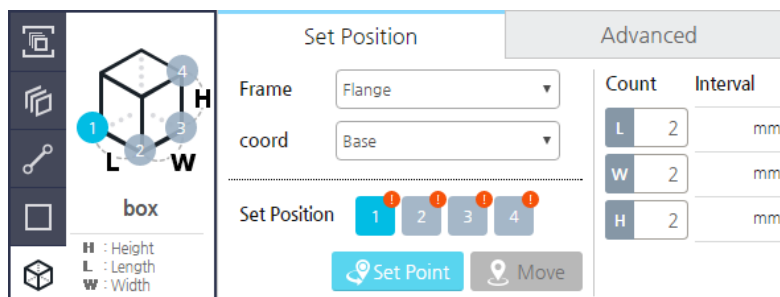 Set Position
Advanced
4
H
1
3
2
L
W
box
H : Height
L : Length
W : Width
Frame
Flange
coord
Base
Set Position
1 ! 2 ! 3 ! 4 !
Set Point
Move
Count Interval
L 2 mm
W 2 mm
H 2 mm